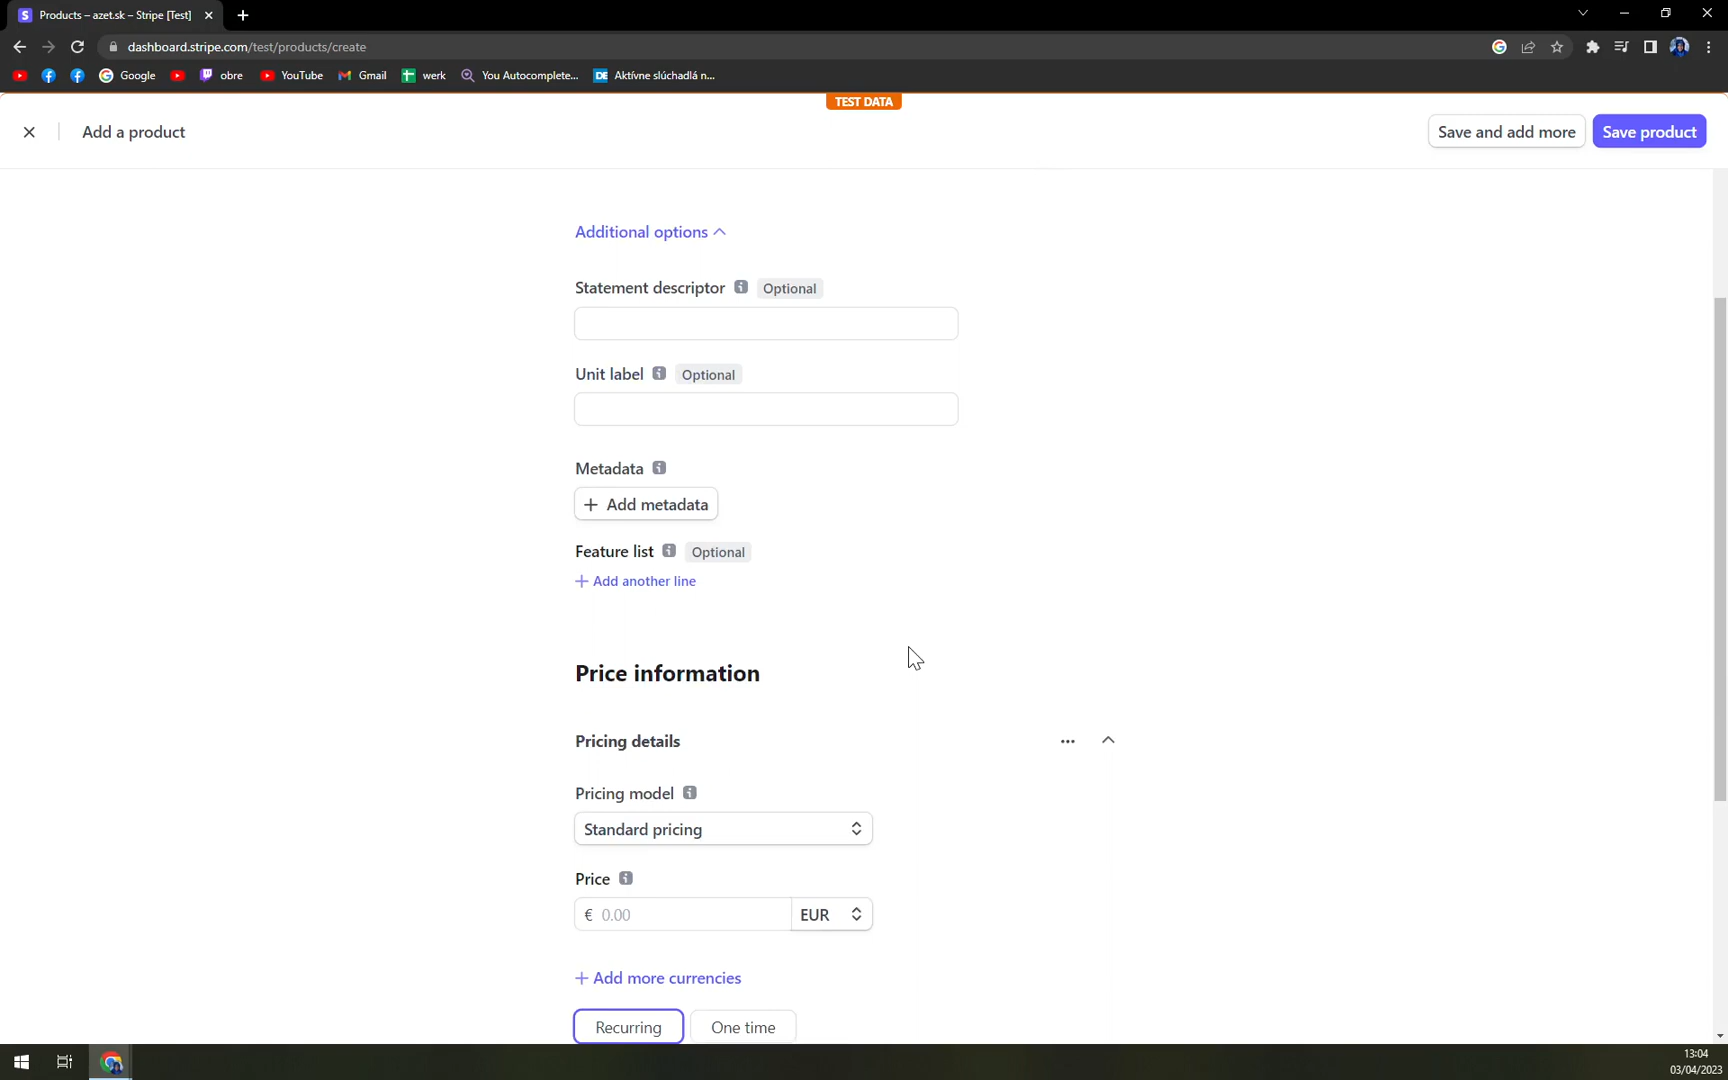 Products – azet.sk – Stripe [Test]
dashboard.stripe.com/test/products/create
Google obre YouTube Gmail werk You Autocomplete... DE Aktívne slúchadlá n...
TEST DATA
Add a product Save and add more Save product
Additional options
Statement descriptor Optional
Unit label Optional
Metadata
+ Add metadata
Feature list Optional
+ Add another line
Price information
Pricing details ...
Pricing model
Standard pricing
Price
€ 0.00 EUR
+ Add more currencies
Recurring One time
13:04
03/04/2023